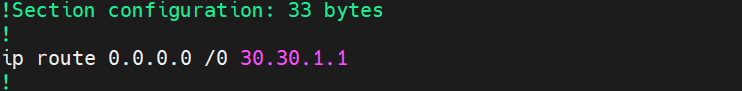 !Section configuration: 33 bytes
!
ip route 0.0.0.0 /0 30.30.1.1
!